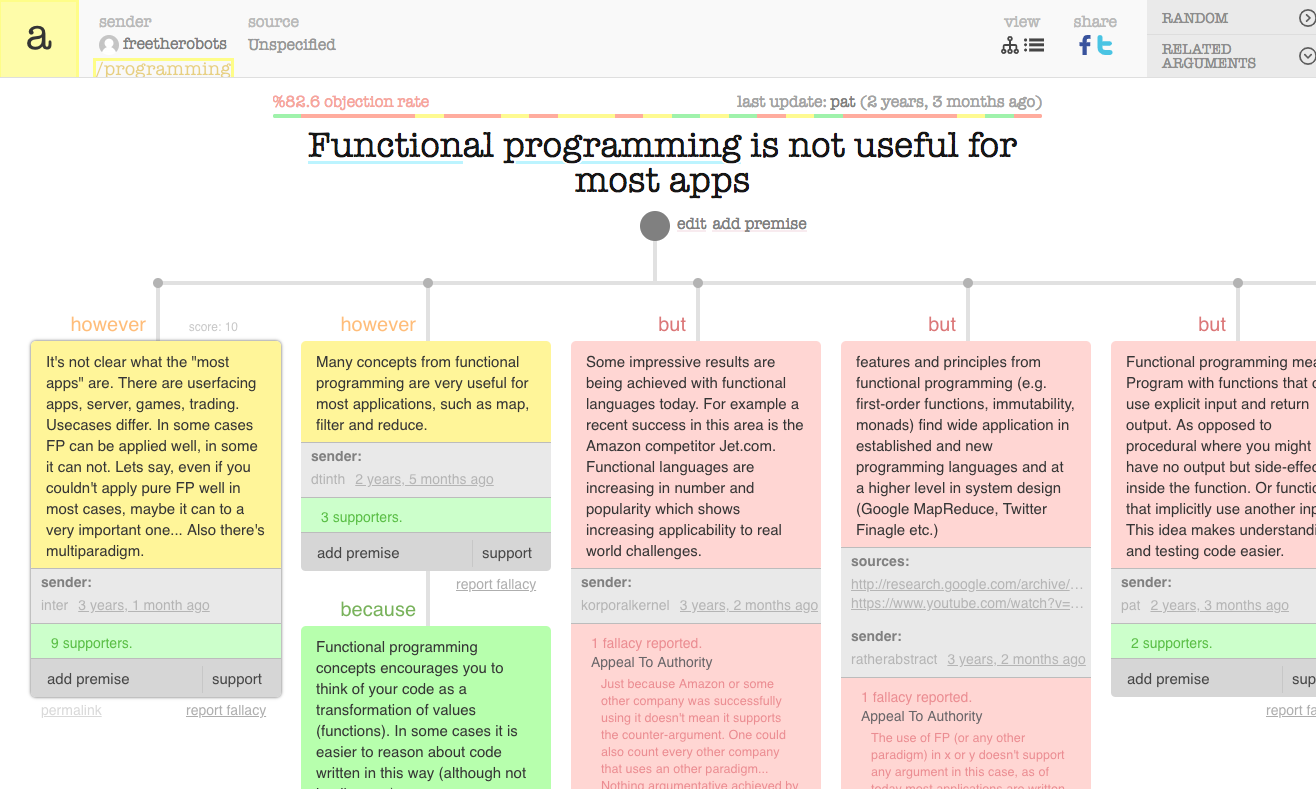 a
sender
freetherobots
/programming
source
Unspecified
view
share
RANDOM
RELATED
ARGUMENTS
%82.6 objection rate
last update: pat (2 years, 3 months ago)
Functional programming is not useful for
most apps
edit add premise
however
score: 10
It's not clear what the "most
apps" are. There are userfacing
apps, server, games, trading.
Usecases differ. In some cases
FP can be applied well, in some
it can not. Lets say, even if you
couldn't apply pure FP well in
most cases, maybe it can to a
very important one... Also there's
multiparadigm.
sender:
inter 3 years, 1 month ago
9 supporters.
add premise support
permalink report fallacy
however
Many concepts from functional
programming are very useful for
most applications, such as map,
filter and reduce.
sender:
dtinth 2 years, 5 months ago
3 supporters.
add premise support
report fallacy
because
Functional programming
concepts encourages you to
think of your code as a
transformation of values
(functions). In some cases it is
easier to reason about code
written in this way (although not
but
Some impressive results are
being achieved with functional
languages today. For example a
recent success in this area is the
Amazon competitor Jet.com.
Functional languages are
increasing in number and
popularity which shows
increasing applicability to real
world challenges.
sender:
korporalkernel 3 years, 2 months ago
1 fallacy reported.
Appeal To Authority
Just because Amazon or some
other company was successfully
using it doesn't mean it supports
the counter-argument. One could
also count every other company
that uses an other paradigm...
Nothing argumentative achieved by
but
features and principles from
functional programming (e.g.
first-order functions, immutability,
monads) find wide application in
established and new
programming languages and at
a higher level in system design
(Google MapReduce, Twitter
Finagle etc.)
sources:
http://research.google.com/archive/...
https://www.youtube.com/watch?v=...
sender:
ratherabstract 3 years, 2 months ago
1 fallacy reported.
Appeal To Authority
The use of FP (or any other
paradigm) in x or y doesn't support
any argument in this case, as of
today most applications are written
but
Functional programming mea
Program with functions that
use explicit input and return
output. As opposed to
procedural where you might
have no output but side-effec
inside the function. Or functio
that implicitly use another inp
This idea makes understandi
and testing code easier.
sender:
pat 2 years, 3 months ago
2 supporters.
add premise sup
report fa